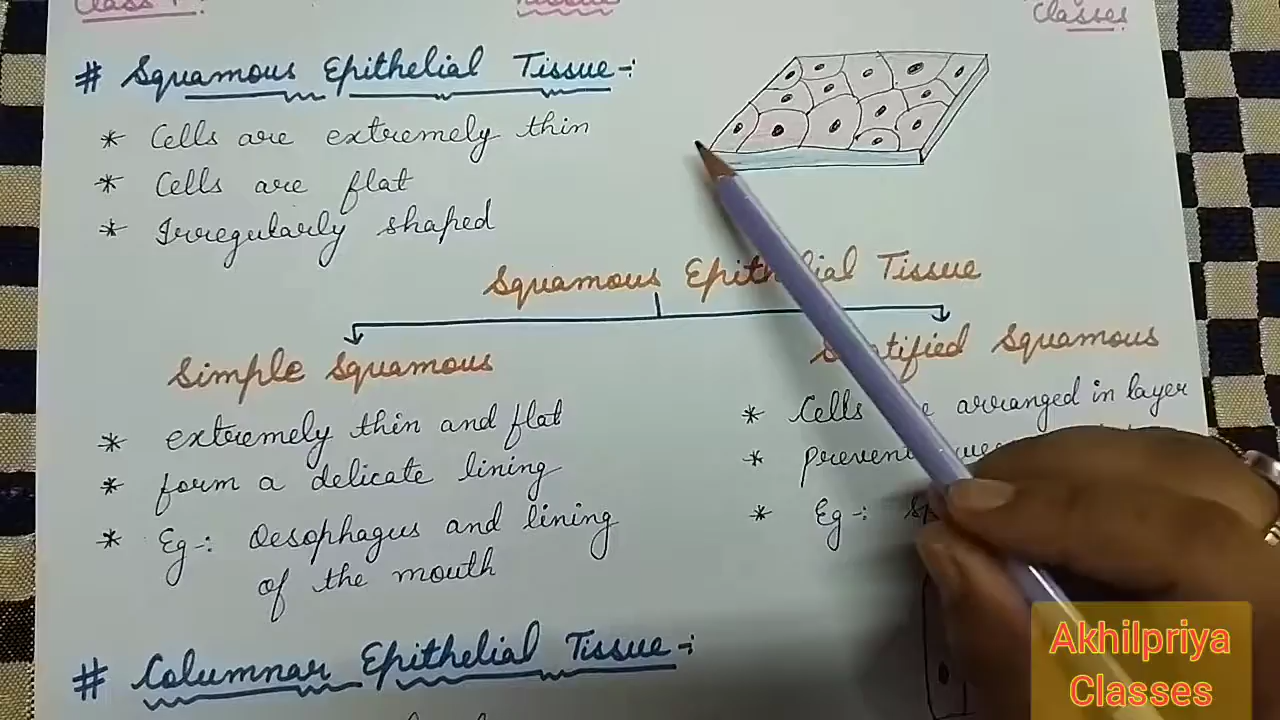 Classes
# Squamous Epithelial Tissue-:
* Cells are extremely thin
* Cells are flat
* Irregularly shaped
Squamous Epithelial Tissue
Simple Squamous
* extremely thin and flat
* form a delicate lining
* Eg-: Oesophagus and lining
of the mouth
Squamous
* Cells arranged in layer
* prevent
* Eg-:
# Columnar Epithelial Tissue-:
Akhilpriya
Classes